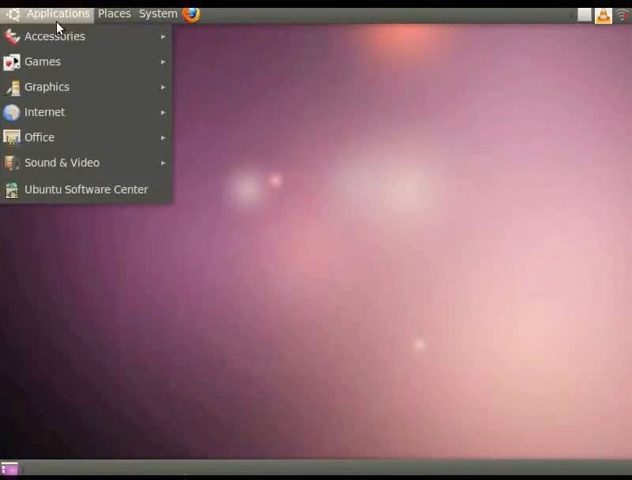 Applications Places System
Accessories
Games
Graphics
Internet
Office
Sound & Video
Ubuntu Software Center